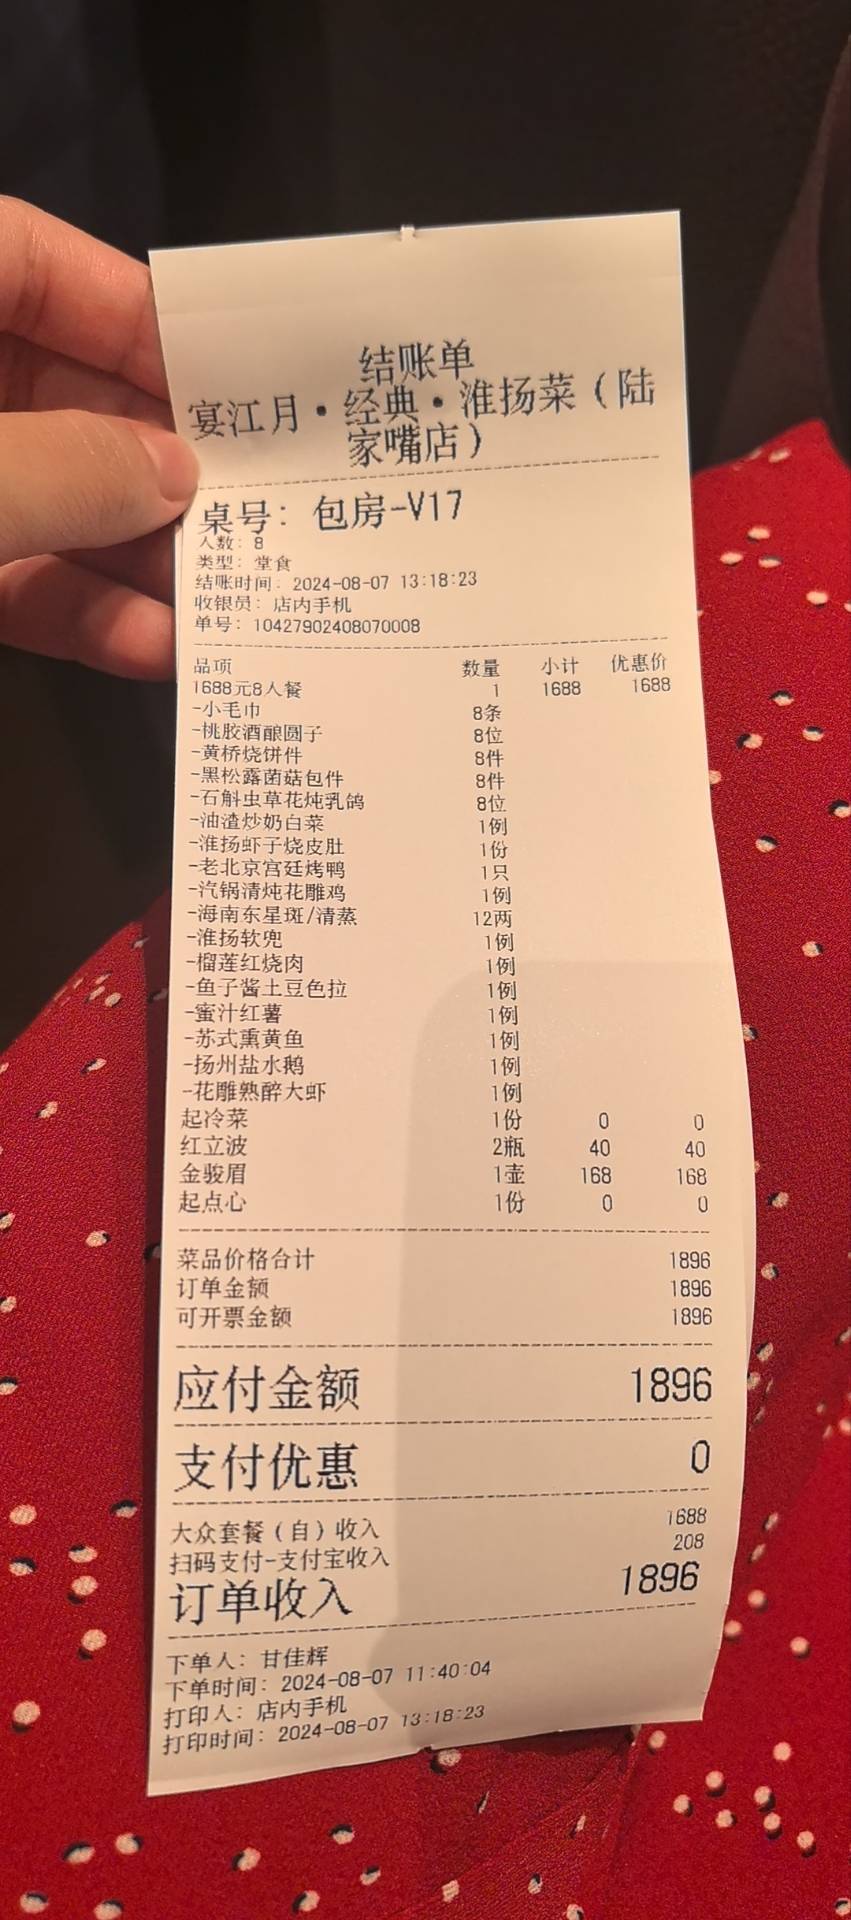 结账单
宴江月·经典·淮扬菜（陆
家嘴店）
桌号：包房-V17
人数：8
类型：堂食
结账时间：2024-08-07 13:18:23
收银员：店内手机
单号：10427902408070008
品项 数量 小计 优惠价
1688元8人餐 1 1688 1688
-小毛巾 8条
-桃胶酒酿圆子 8位
-黄桥烧饼件 8件
-黑松露菌菇包件 8件
-石斛虫草花炖乳鸽 8位
-油渣炒奶白菜 1例
-淮扬虾子烧皮肚 1份
-老北京宫廷烤鸭 1只
-汽锅清炖花雕鸡 1例
-海南东星斑/清蒸 12两
-淮扬软兜 1例
-榴莲红烧肉 1例
-鱼子酱土豆色拉 1例
-蜜汁红薯 1例
-苏式熏黄鱼 1例
-扬州盐水鹅 1例
-花雕熟醉大虾 1例
起冷菜 1份 0 0
红立波 2瓶 40 40
金骏眉 1壶 168 168
起点心 1份 0 0
菜品价格合计 1896
订单金额 1896
可开票金额 1896
应付金额 1896
支付优惠 0
大众套餐（自）收入 1688
扫码支付-支付宝收入 208
订单收入 1896
下单人：甘佳辉
下单时间：2024-08-07 11:40:04
打印人：店内手机
打印时间：2024-08-07 13:18:23